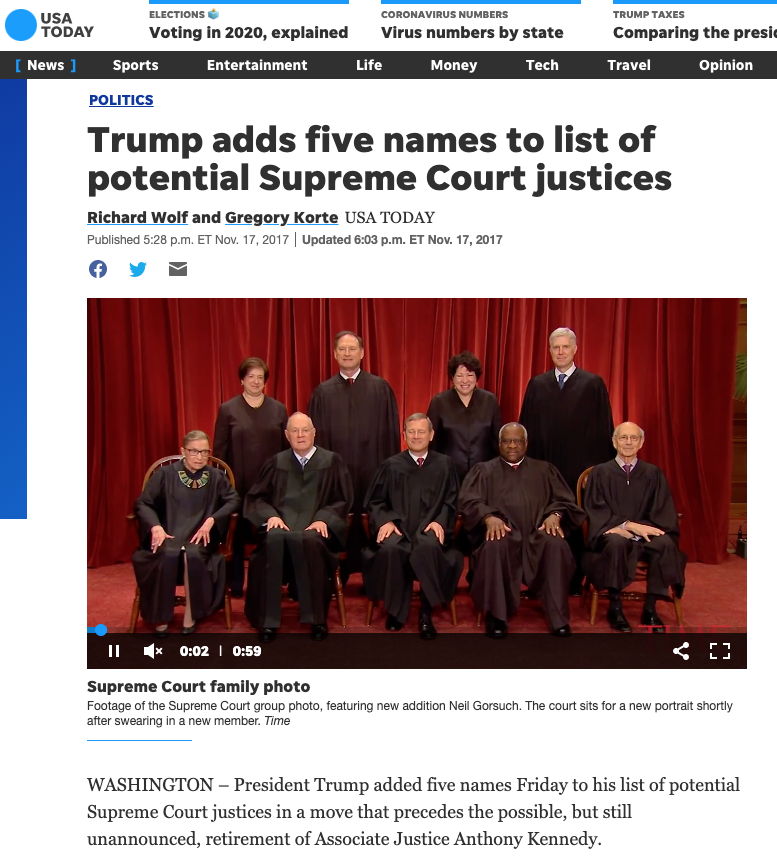 USA
TODAY
ELECTIONS
Voting in 2020, explained
CORONAVIRUS NUMBERS
Virus numbers by state
TRUMP TAXES
Comparing the presi
[ News ] Sports Entertainment Life Money Tech Travel Opinion
POLITICS
Trump adds five names to list of
potential Supreme Court justices
Richard Wolf and Gregory Korte USA TODAY
Published 5:28 p.m. ET Nov. 17, 2017 | Updated 6:03 p.m. ET Nov. 17, 2017
0:02 | 0:59
Supreme Court family photo
Footage of the Supreme Court group photo, featuring new addition Neil Gorsuch. The court sits for a new portrait shortly
after swearing in a new member. Time
WASHINGTON – President Trump added five names Friday to his list of potential
Supreme Court justices in a move that precedes the possible, but still
unannounced, retirement of Associate Justice Anthony Kennedy.